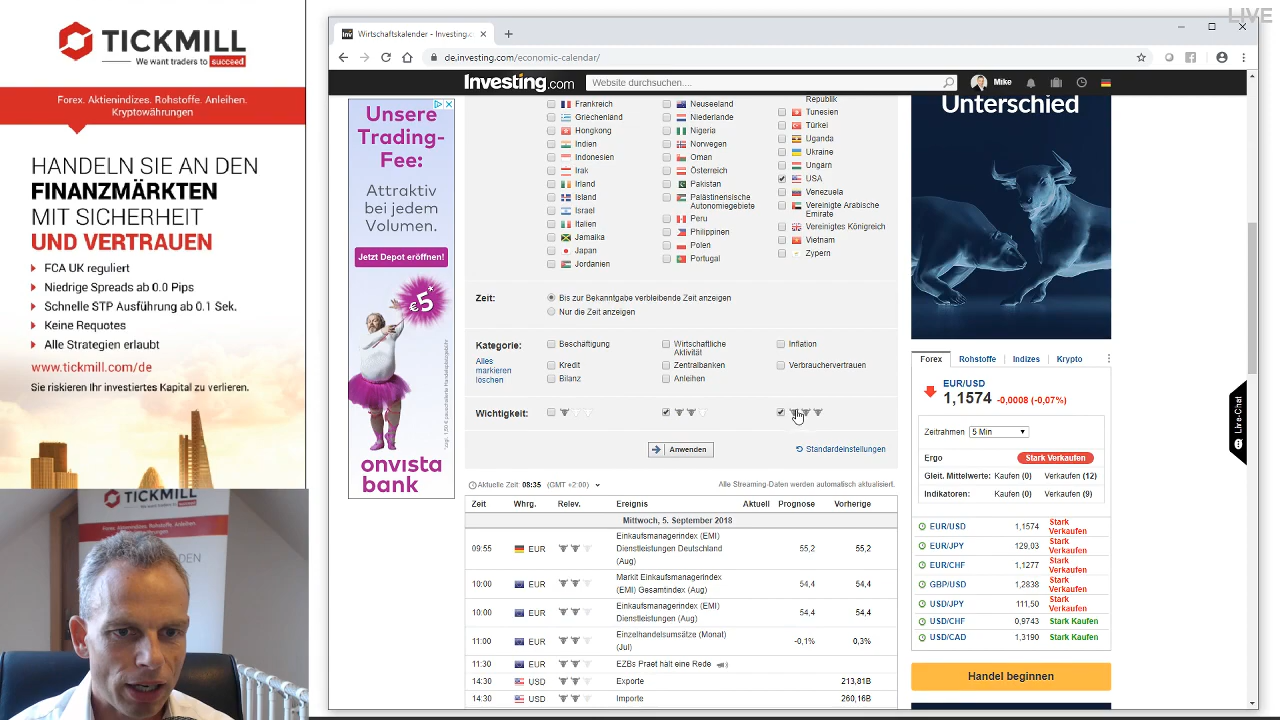 TICKMILL
We want traders to succeed
Forex. Aktienindizes. Rohstoffe. Anleihen.
Kryptowährungen
HANDELN SIE AN DEN
FINANZMÄRKTEN
MIT SICHERHEIT
UND VERTRAUEN
FCA UK reguliert
Niedrige Spreads ab 0.0 Pips
Schnelle STP Ausführung ab 0.1 Sek.
Keine Requotes
Alle Strategien erlaubt
www.tickmill.com/de
Sie riskieren Ihr investiertes Kapital zu verlieren.
TICKMILL
LIVE
Inv Wirtschaftskalender - Investing.c
de.investing.com/economic-calendar/
Investing.com
Website durchsuchen...
Mike
Unsere
Trading-
Fee:
Attraktiv
bei jedem
Volumen.
Jetzt Depot eröffnen!
€5*
onvista
bank
Frankreich
Griechenland
Hongkong
Indien
Indonesien
Irak
Irland
Island
Israel
Italien
Jamaika
Japan
Jordanien
Neuseeland
Niederlande
Nigeria
Norwegen
Oman
Österreich
Pakistan
Palästinensische
Autonomiegebiete
Peru
Philippinen
Polen
Portugal
Republik
Tunesien
Türkei
Uganda
Ukraine
Ungarn
USA
Venezuela
Vereinigte Arabische
Emirate
Vereinigtes Königreich
Vietnam
Zypern
Zeit:
Bis zur Bekanntgabe verbleibende Zeit anzeigen
Nur die Zeit anzeigen
Kategorie:
Alles
markieren
löschen
Beschäftigung
Wirtschaftliche
Aktivität
Inflation
Kredit
Zentralbanken
Verbrauchervertrauen
Bilanz
Anleihen
Wichtigkeit:
Anwenden
Standardeinstellungen
Aktuelle Zeit: 08:35 (GMT +2:00)
Alle Streaming-Daten werden automatisch aktualisiert.
Zeit Whrg. Relev. Ereignis Aktuell Prognose Vorherige
Mittwoch, 5. September 2018
09:55 EUR Einkaufsmanagerindex (EMI) Dienstleistungen Deutschland (Aug) 55,2 55,2
10:00 EUR Markit Einkaufsmanagerindex (EMI) Gesamtindex (Aug) 54,4 54,4
10:00 EUR Einkaufsmanagerindex (EMI) Dienstleistungen (Aug) 54,4 54,4
11:00 EUR Einzelhandelsumsätze (Monat) (Jul) -0,1% 0,3%
11:30 EUR EZBs Praet hält eine Rede
14:30 USD Exporte 213,81B
14:30 USD Importe 260,16B
Unterschied
Forex Rohstoffe Indizes Krypto
EUR/USD
1,1574 -0,0008 (-0,07%)
Zeitrahmen 5 Min
Ergo Stark Verkaufen
Gleit. Mittelwerte: Kaufen (0) Verkaufen (12)
Indikatoren: Kaufen (0) Verkaufen (9)
EUR/USD 1,1574 Stark Verkaufen
EUR/JPY 129,03 Stark Verkaufen
EUR/CHF 1,1277 Stark Verkaufen
GBP/USD 1,2838 Stark Verkaufen
USD/JPY 111,50 Stark Verkaufen
USD/CHF 0,9743 Stark Kaufen
USD/CAD 1,3190 Stark Kaufen
Handel beginnen
Live-Chat